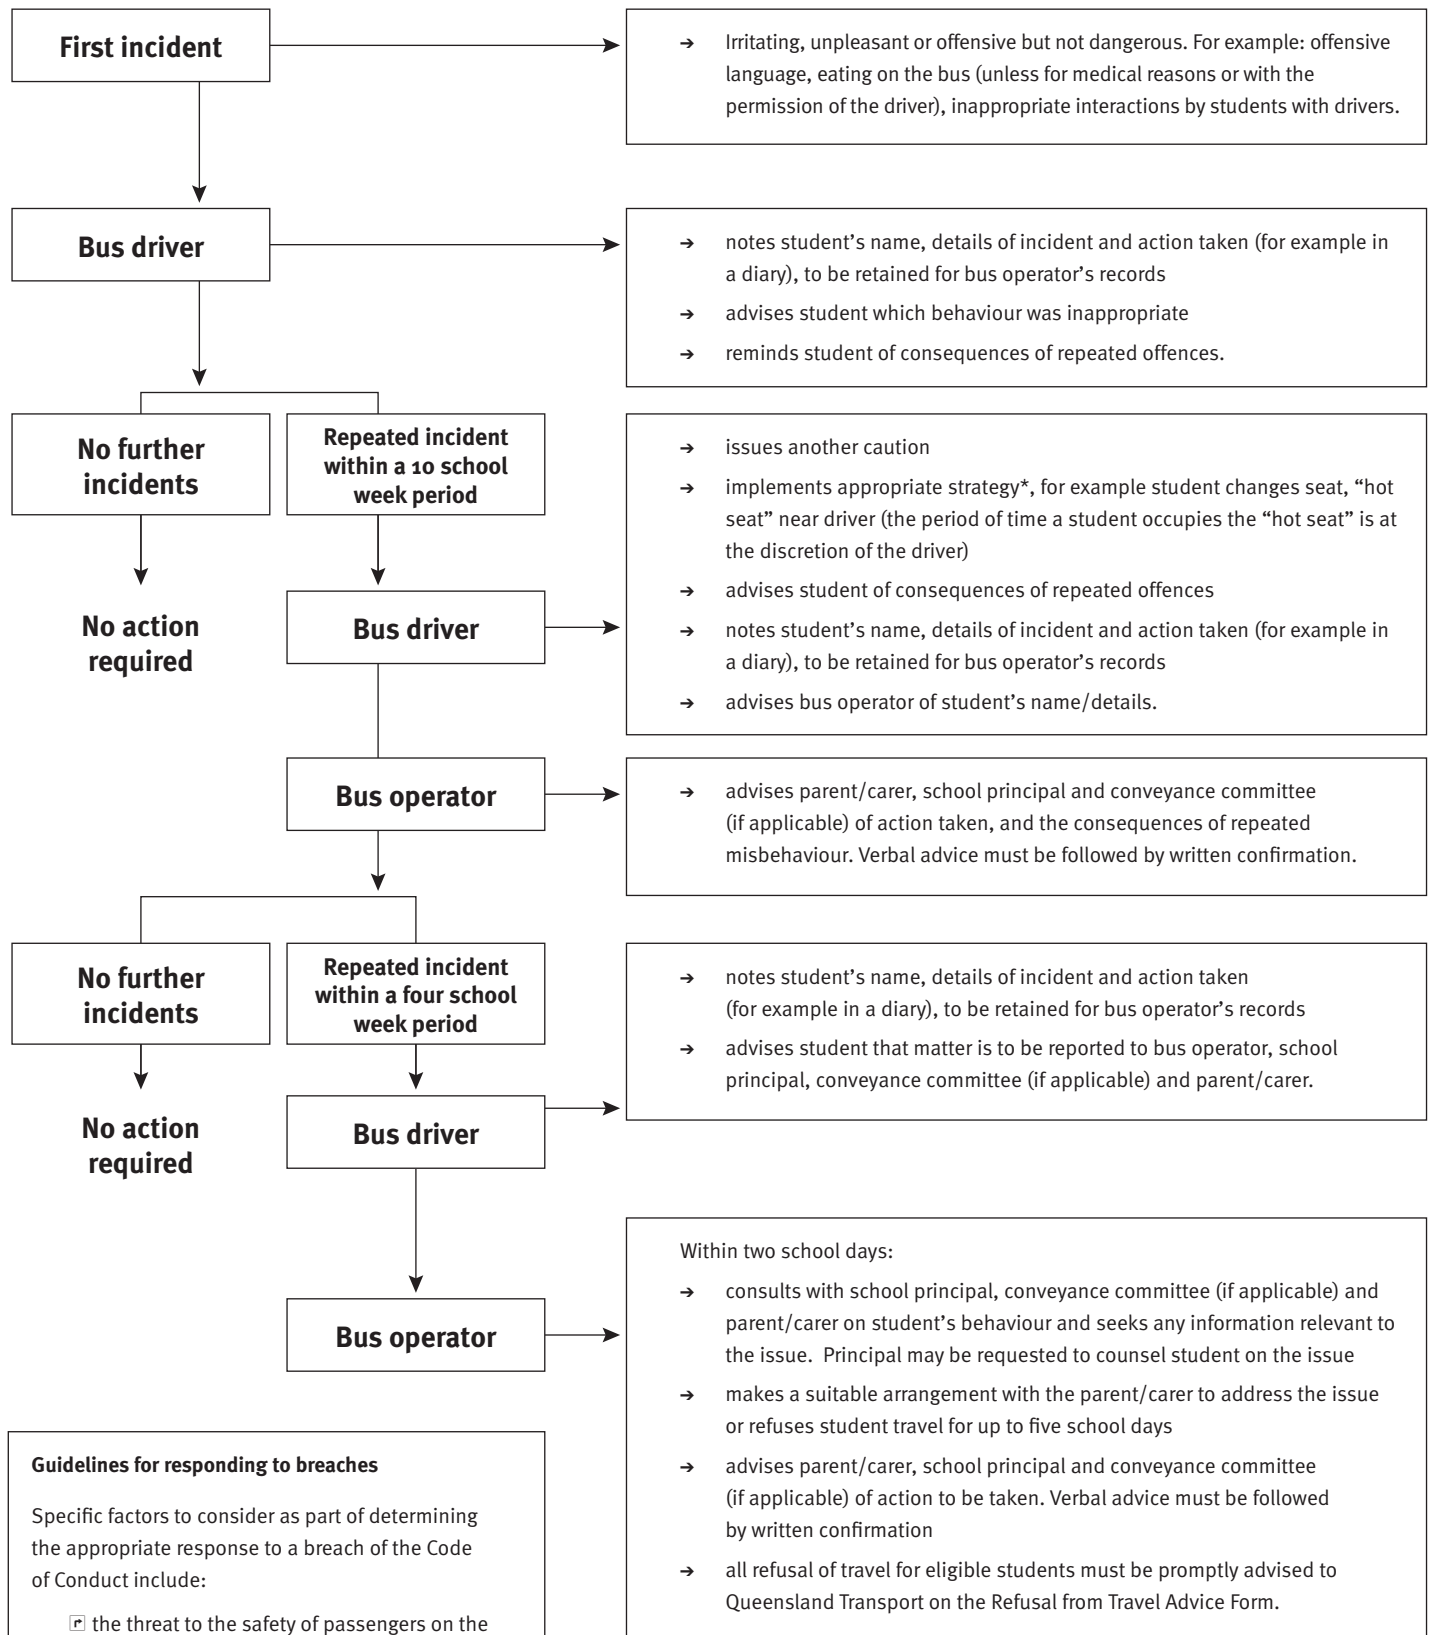 First incident
➔ Irritating, unpleasant or offensive but not dangerous. For example: offensive
language, eating on the bus (unless for medical reasons or with the
permission of the driver), inappropriate interactions by students with drivers.
Bus driver
➔ notes student’s name, details of incident and action taken (for example in
a diary), to be retained for bus operator’s records
➔ advises student which behaviour was inappropriate
➔ reminds student of consequences of repeated offences.
No further
incidents
Repeated incident
within a 10 school
week period
➔ issues another caution
➔ implements appropriate strategy*, for example student changes seat, “hot
seat” near driver (the period of time a student occupies the “hot seat” is at
the discretion of the driver)
➔ advises student of consequences of repeated offences
➔ notes student’s name, details of incident and action taken (for example in
a diary), to be retained for bus operator’s records
➔ advises bus operator of student’s name/details.
No action
required
Bus driver
Bus operator
➔ advises parent/carer, school principal and conveyance committee
(if applicable) of action taken, and the consequences of repeated
misbehaviour. Verbal advice must be followed by written confirmation.
No further
incidents
Repeated incident
within a four school
week period
➔ notes student’s name, details of incident and action taken
(for example in a diary), to be retained for bus operator’s records
➔ advises student that matter is to be reported to bus operator, school
principal, conveyance committee (if applicable) and parent/carer.
No action
required
Bus driver
Bus operator
Within two school days:
➔ consults with school principal, conveyance committee (if applicable) and
parent/carer on student’s behaviour and seeks any information relevant to
the issue. Principal may be requested to counsel student on the issue
➔ makes a suitable arrangement with the parent/carer to address the issue
or refuses student travel for up to five school days
➔ advises parent/carer, school principal and conveyance committee
(if applicable) of action to be taken. Verbal advice must be followed
by written confirmation
➔ all refusal of travel for eligible students must be promptly advised to
Queensland Transport on the Refusal from Travel Advice Form.
Guidelines for responding to breaches
Specific factors to consider as part of determining
the appropriate response to a breach of the Code
of Conduct include:
the threat to the safety of passengers on the